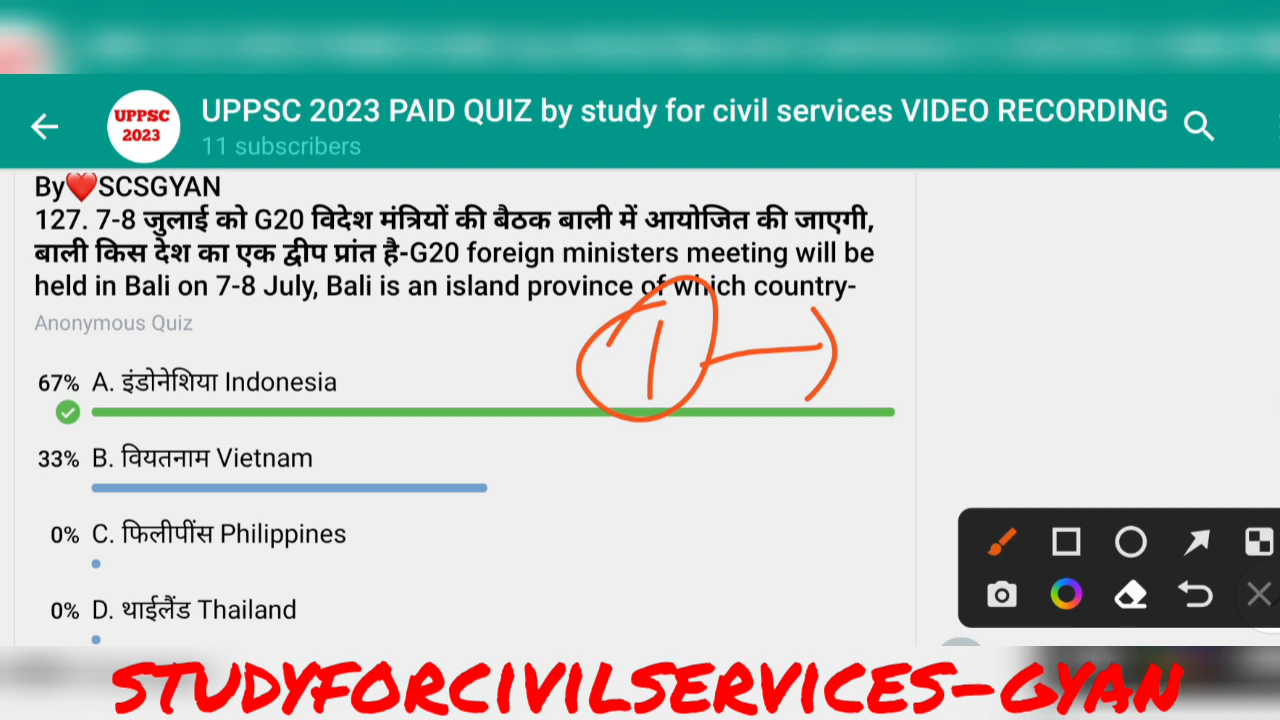 UPPSC 2023 PAID QUIZ by study for civil services VIDEO RECORDING
UPPSC
2023
11 subscribers
By❤️SCSGYAN
127. 7-8 जुलाई को G20 विदेश मंत्रियों की बैठक बाली में आयोजित की जाएगी,
बाली किस देश का एक द्वीप प्रांत है-G20 foreign ministers meeting will be
held in Bali on 7-8 July, Bali is an island province of which country-
Anonymous Quiz
67% A. इंडोनेशिया Indonesia
33% B. वियतनाम Vietnam
0% C. फिलीपींस Philippines
0% D. थाईलैंड Thailand
STUDYFORCIVILSERVICES-GYAN